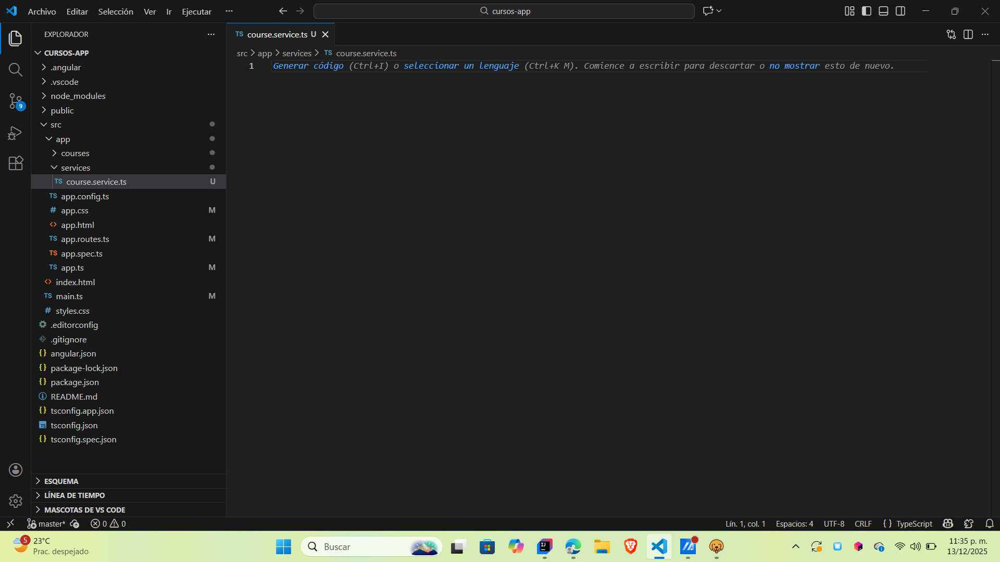 Archivo Editar Selección Ver Ir Ejecutar ···
cursos-app
EXPLORADOR ···
CURSOS-APP
.angular
.vscode
node_modules
public
src
app
courses
services
TS course.service.ts U
TS app.config.ts
# app.css M
<> app.html
TS app.routes.ts M
TS app.spec.ts
TS app.ts M
<> index.html
TS main.ts M
# styles.css
.editorconfig
.gitignore
{} angular.json
{} package-lock.json
{} package.json
README.md
{} tsconfig.app.json
TS tsconfig.json
{} tsconfig.spec.json
ESQUEMA
LÍNEA DE TIEMPO
MASCOTAS DE VS CODE
9
TS course.service.ts U
src > app > services > TS course.service.ts
1 Generar código (Ctrl+I) o seleccionar un lenguaje (Ctrl+K M). Comience a escribir para descartar o no mostrar esto de nuevo.
master* 0 0
Lín. 1, col. 1 Espacios: 4 UTF-8 CRLF {} TypeScript
5 23°C
Prac. despejado
Buscar
IJ
11:35 p. m.
13/12/2025